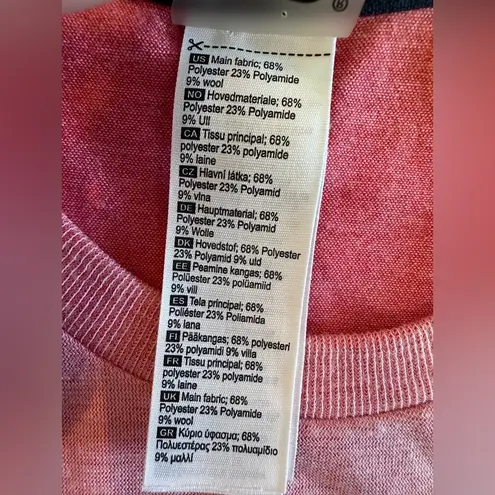 ®
US Main fabric; 68%
Polyester 23% Polyamide
9% wool
NO Hovedmateriale; 68%
Polyester 23% Polyamide
9% Ull
CA Tissu principal; 68%
polyester 23% polyamide
9% laine
CZ Hlavní látka; 68%
Polyester 23% Polyamid
9% vlna
DE Hauptmaterial; 68%
Polyester 23% Polyamid
9% Wolle
DK Hovedstof; 68% Polyester
23% Polyamid 9% uld
EE Peamine kangas; 68%
Polüester 23% polüamiid
9% vill
ES Tela principal; 68%
Poliéster 23% Poliamida
9% lana
FI Pääkangas; 68% polyesteri
23% polyamidi 9% villa
FR Tissu principal; 68%
polyester 23% polyamide
9% laine
UK Main fabric; 68%
Polyester 23% Polyamide
9% wool
GR Κύριο ύφασμα; 68%
Πολυεστέρας 23% πολυαμίδιο
9% μαλλί